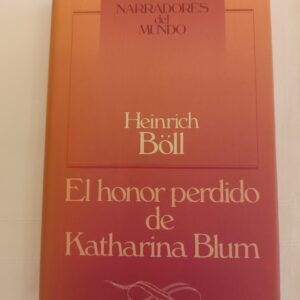 NARRADORES
del
MUNDO
Heinrich
Böll
El honor perdido
de
Katharina Blum